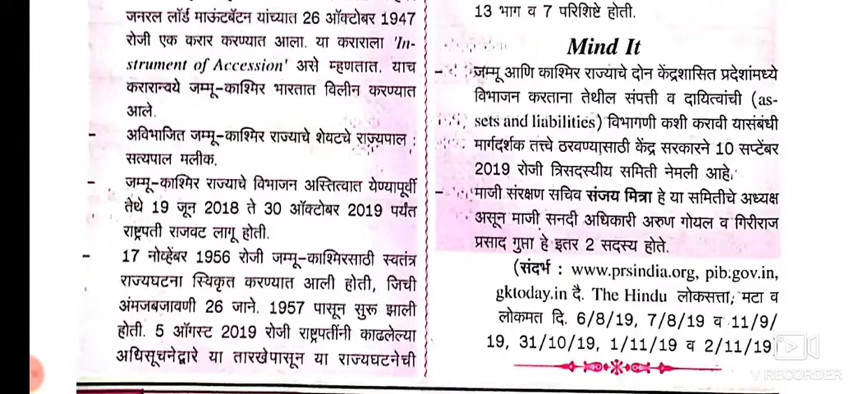 जनरल लॉर्ड माऊंटबॅटन यांच्यात 26 ऑक्टोबर 1947
रोजी एक करार करण्यात आला. या कराराला 'In-
strument of Accession' असे म्हणतात. याच
करारान्वये जम्मू-काश्मिर भारतात विलीन करण्यात
आले.
- अविभाजित जम्मू-काश्मिर राज्याचे शेयटचे राज्यपाल :
सत्यपाल मलीक.
- जम्मू-काश्मिर राज्याचे विभाजन अस्तित्वात येण्यापूर्वी
तेथे 19 जून 2018 ते 30 ऑक्टोबर 2019 पर्यंत
राष्ट्रपती राजवट लागू होती.
- 17 नोव्हेंबर 1956 रोजी जम्मू-काश्मिरसाठी स्वतंत्र
राज्यघटना स्विकृत करण्यात आली होती, जिची
अंमजबजावणी 26 जाने. 1957 पासून सुरू झाली
होती. 5 ऑगस्ट 2019 रोजी राष्ट्रपतींनी काढलेल्या
अधिसूचनेद्वारे या तारखेपासून या राज्यघटनेची
13 भाग व 7 परिशिष्टे होती.
Mind It
- जम्मू आणि काश्मिर राज्याचे दोन केंद्रशासित प्रदेशांमध्ये
विभाजन करताना तेथील संपत्ती व दायित्वांची (as-
sets and liabilities) विभागणी कशी करावी यासंबंधी
मार्गदर्शक तत्त्वे ठरवण्यासाठी केंद्र सरकारने 10 सप्टेंबर
2019 रोजी त्रिसदस्यीय समिती नेमली आहे.
- माजी संरक्षण सचिव संजय मित्रा हे या समितीचे अध्यक्ष
असून माजी सनदी अधिकारी अरुण गोयल व गिरीराज
प्रसाद गुप्ता हे इतर 2 सदस्य होते.
(संदर्भ : www.prsindia.org, pib.gov.in,
gktoday.in दै. The Hindu लोकसत्ता, मटा व
लोकमत दि. 6/8/19, 7/8/19 व 11/9/
19, 31/10/19, 1/11/19 व 2/11/19)
V RECORDER